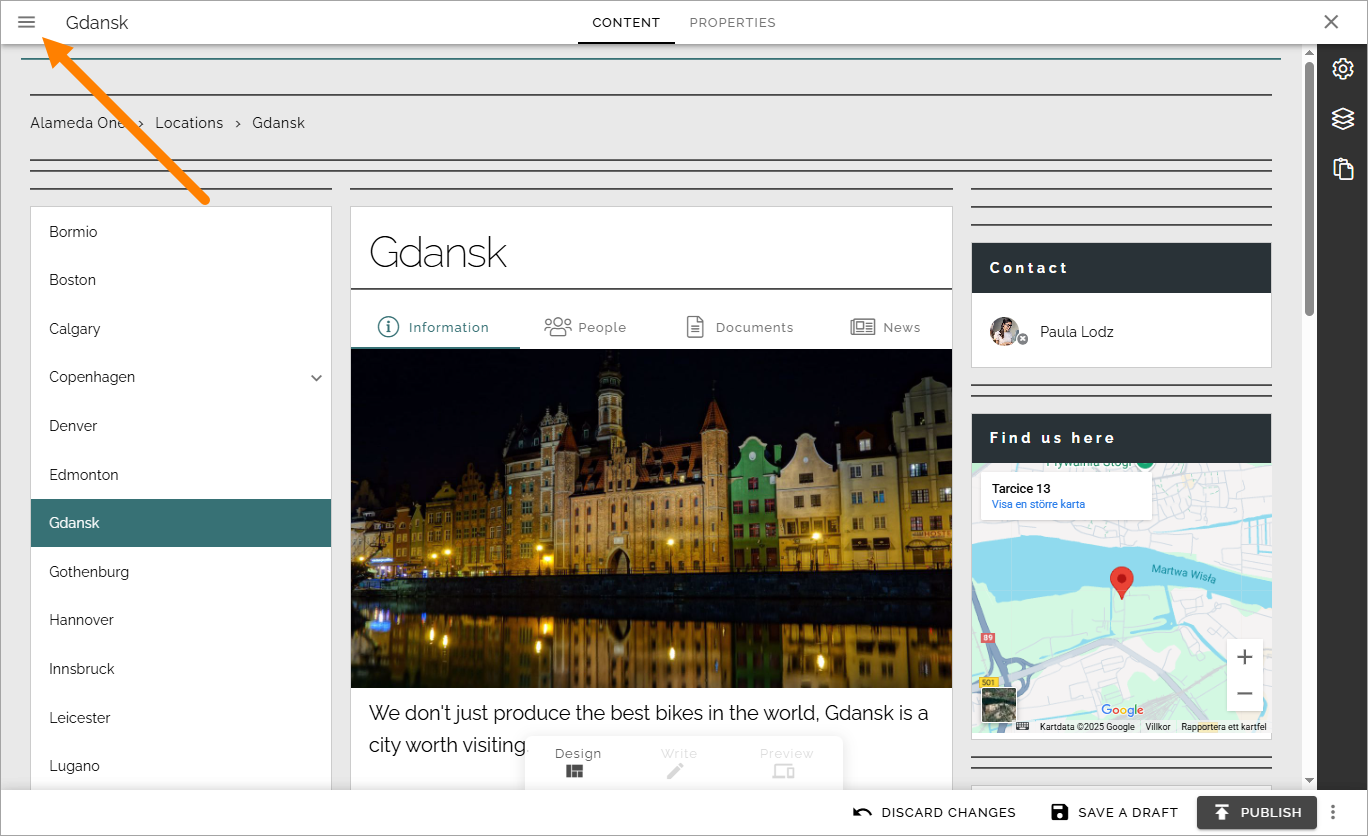 Gdansk
CONTENT
PROPERTIES
Alameda One › Locations › Gdansk
Bormio
Boston
Calgary
Copenhagen
Denver
Edmonton
Gdansk
Gothenburg
Hannover
Innsbruck
Leicester
Lugano
Gdansk
Information
People
Documents
News
We don't just produce the best bikes in the world, Gdansk is a
city worth visiting.
Design
Write
Preview
Contact
Paula Lodz
Find us here
Pływalnia Stogi
Tarcice 13
Visa en större karta
Martwa Wisła
89
501
Google
Kartdata ©2025 Google
Villkor
Rapportera ett kartfel
DISCARD CHANGES
SAVE A DRAFT
PUBLISH